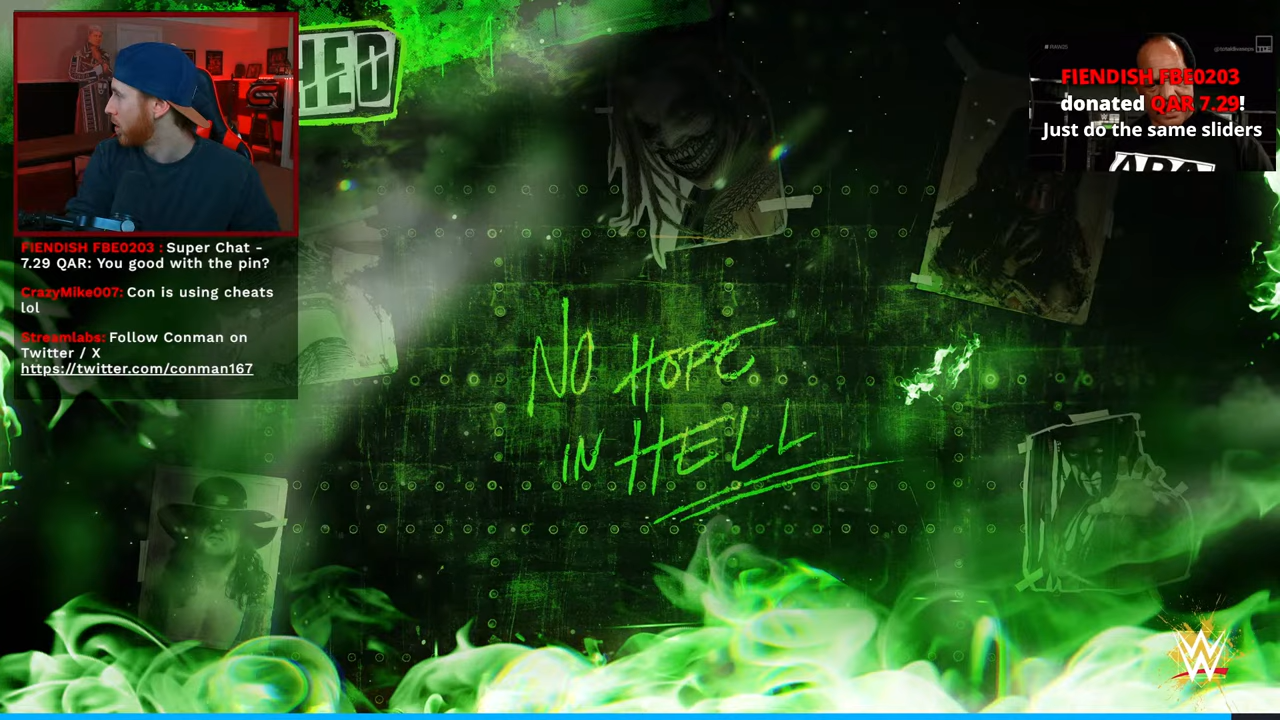 HED
FIENDISH FBE0203 : Super Chat -
7.29 QAR: You good with the pin?
CrazyMike007: Con is using cheats
lol
Streamlabs: Follow Conman on
Twitter / X
https://twitter.com/conman167
FIENDISH FBE0203
donated QAR 7.29!
Just do the same sliders
NO HOPE
IN HELL
W